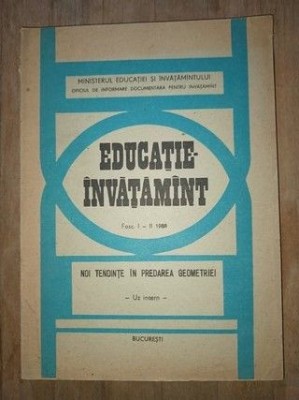 MINISTERUL EDUCAȚIEI ȘI ÎNVĂȚĂMÎNTULUI
OFICIUL DE INFORMARE DOCUMENTARĂ PENTRU ÎNVĂȚĂMÎNT
EDUCAȚIE-
ÎNVĂȚĂMÎNT
Fasc. I – II 1989
NOI TENDINȚE ÎN PREDAREA GEOMETRIEI
– Uz intern –
BUCUREȘTI